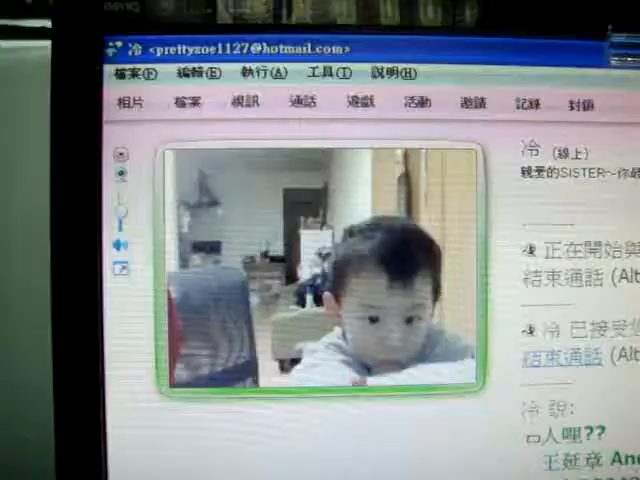 冷 <prettyzoe1127@hotmail.com>
檔案(F) 編輯(E) 執行(A) 工具(T) 說明(H)
相片 檔案 視訊 通話 遊戲 活動 邀請 記錄 封鎖
冷 (線上)
親愛的SISTER~你
正在開始與
結束通話 (Alt
冷 已接受
結束通話 (Alt
冷 說:
ㄛ人哩??
王延章 An